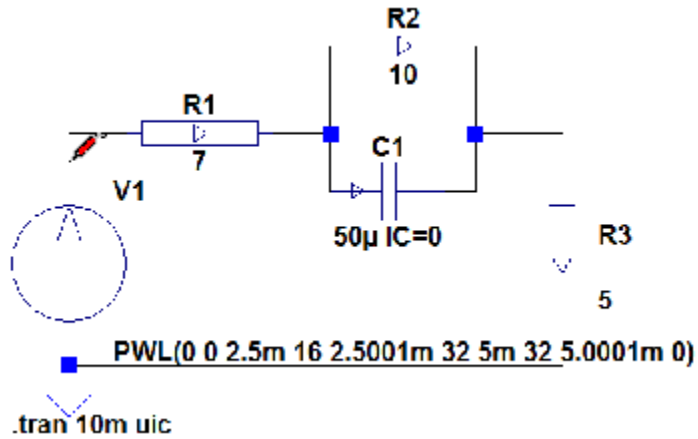 R2
10
R1
7
C1
50µ IC=0
V1
R3
5
PWL(0 0 2.5m 16 2.5001m 32 5m 32 5.0001m 0)
.tran 10m uic